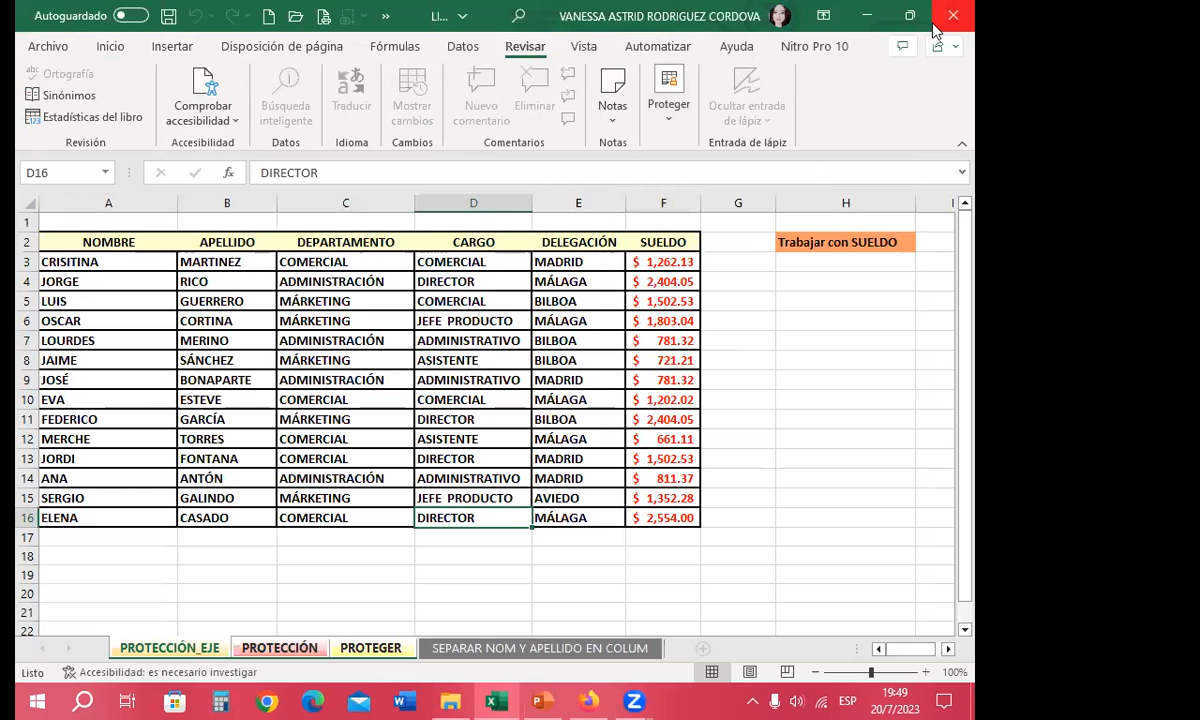 Autoguardado » LI... VANESSA ASTRID RODRIGUEZ CORDOVA
Archivo Inicio Insertar Disposición de página Fórmulas Datos Revisar Vista Automatizar Ayuda Nitro Pro 10
abc Ortografía
Sinónimos
123 Estadísticas del libro
Comprobar accesibilidad
Búsqueda inteligente
Traducir
Mostrar cambios
Nuevo comentario
Eliminar
Notas
Proteger
Ocultar entrada de lápiz
Revisión Accesibilidad Datos Idioma Cambios Comentarios Notas Entrada de lápiz
D16 fx DIRECTOR
A B C D E F G H I
1
2 NOMBRE APELLIDO DEPARTAMENTO CARGO DELEGACIÓN SUELDO Trabajar con SUELDO
3 CRISITINA MARTINEZ COMERCIAL COMERCIAL MADRID $ 1,262.13
4 JORGE RICO ADMINISTRACIÓN DIRECTOR MÁLAGA $ 2,404.05
5 LUIS GUERRERO MÁRKETING COMERCIAL BILBOA $ 1,502.53
6 OSCAR CORTINA MÁRKETING JEFE PRODUCTO MÁLAGA $ 1,803.04
7 LOURDES MERINO ADMINISTRACIÓN ADMINISTRATIVO BILBOA $ 781.32
8 JAIME SÁNCHEZ MÁRKETING ASISTENTE BILBOA $ 721.21
9 JOSÉ BONAPARTE ADMINISTRACIÓN ADMINISTRATIVO MADRID $ 781.32
10 EVA ESTEVE COMERCIAL COMERCIAL MÁLAGA $ 1,202.02
11 FEDERICO GARCÍA MÁRKETING DIRECTOR BILBOA $ 2,404.05
12 MERCHE TORRES COMERCIAL ASISTENTE MÁLAGA $ 661.11
13 JORDI FONTANA COMERCIAL DIRECTOR MADRID $ 1,502.53
14 ANA ANTÓN ADMINISTRACIÓN ADMINISTRATIVO MADRID $ 811.37
15 SERGIO GALINDO MÁRKETING JEFE PRODUCTO AVIEDO $ 1,352.28
16 ELENA CASADO COMERCIAL DIRECTOR MÁLAGA $ 2,554.00
17
18
19
20
21
22
PROTECCIÓN_EJE PROTECCIÓN PROTEGER SEPARAR NOM Y APELLIDO EN COLUM
Listo Accesibilidad: es necesario investigar 100%
ESP 19:49
20/7/2023